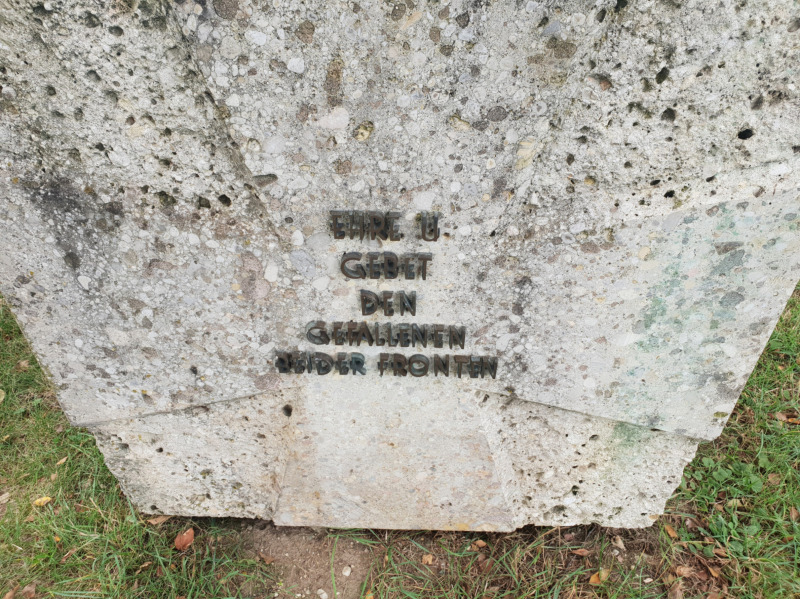 EHRE U.
GEBET
DEN
GEFALLENEN
BEIDER FRONTEN